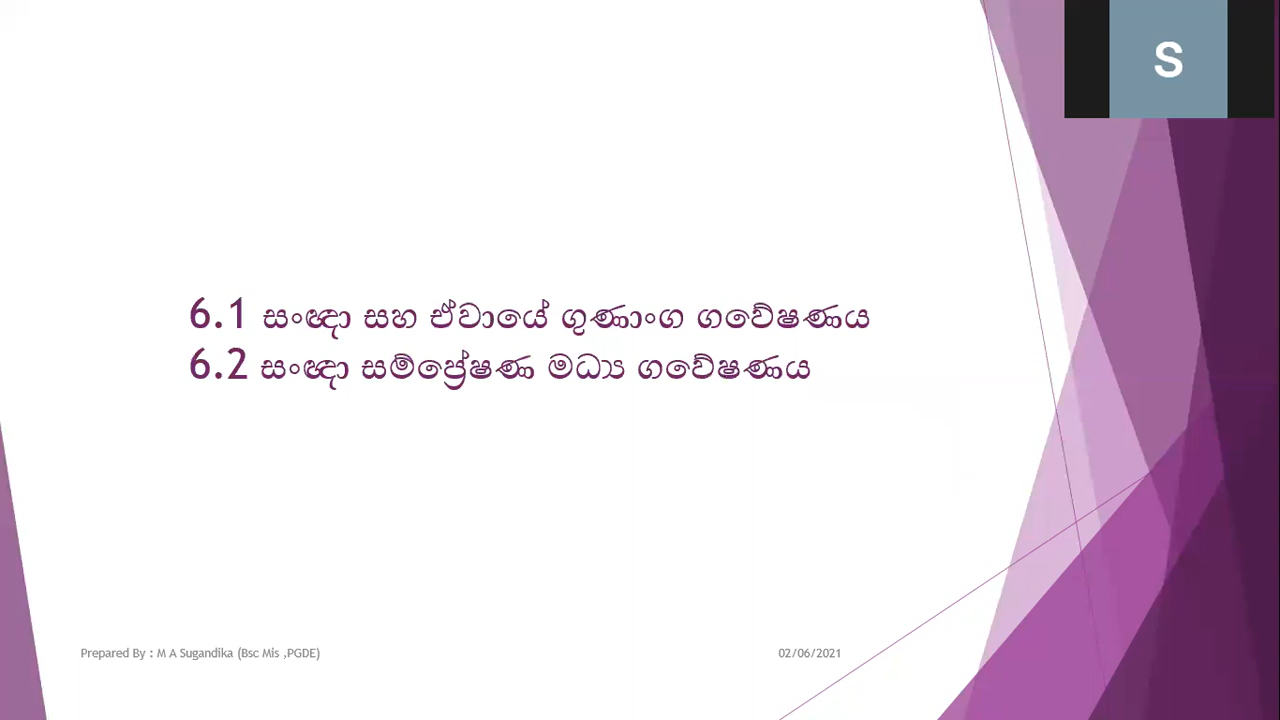 S
6.1 සංඥා සහ ඒවායේ ගුණාංග ගවේෂණය
6.2 සංඥා සම්ප්‍රේෂණ මධ්‍ය ගවේෂණය
Prepared By : M A Sugandika (Bsc Mis ,PGDE)
02/06/2021